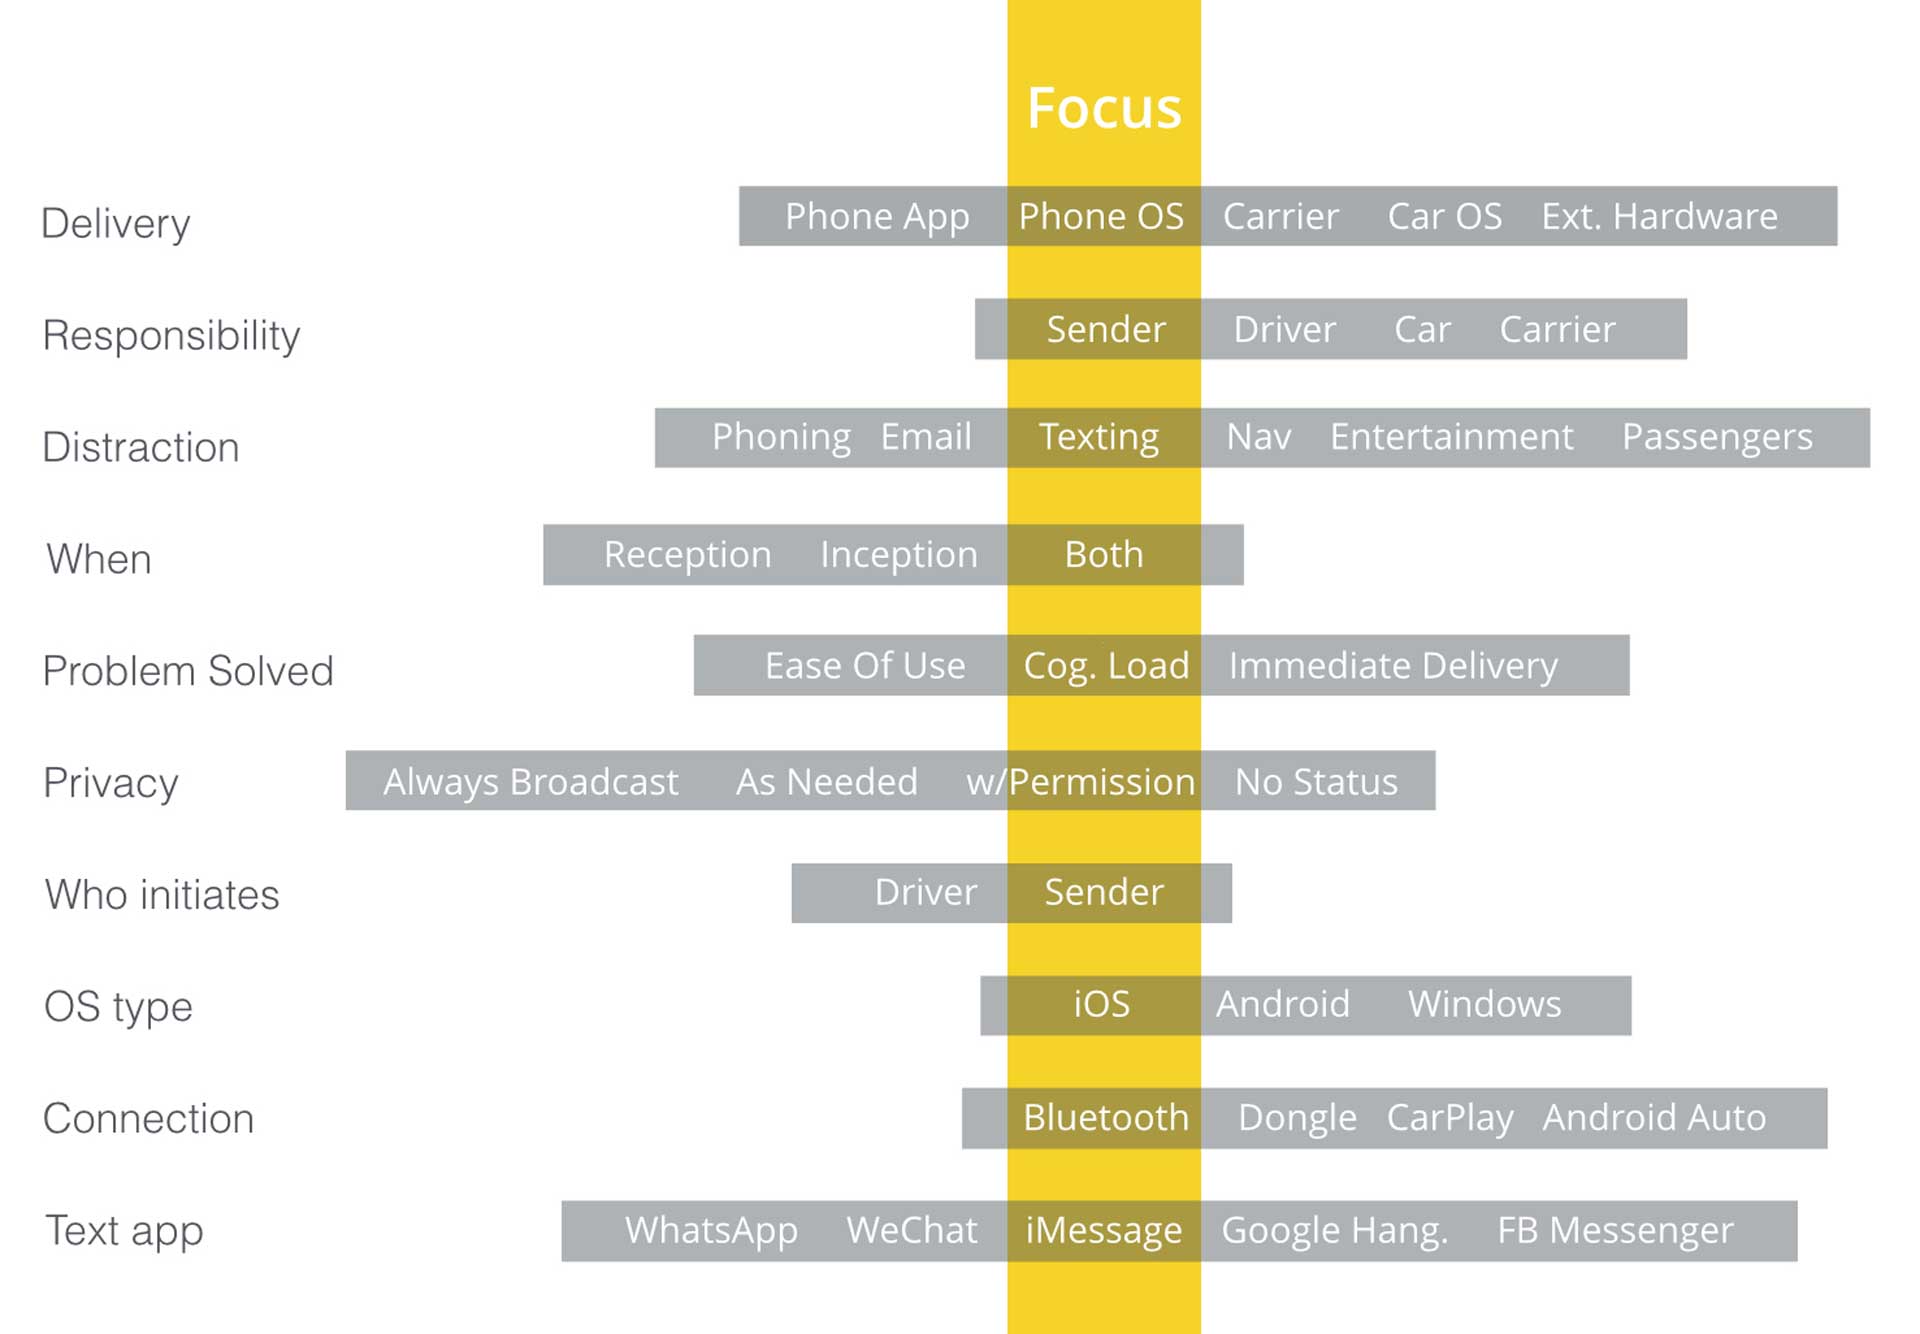 Focus
Delivery Phone App Phone OS Carrier Car OS Ext. Hardware
Responsibility Sender Driver Car Carrier
Distraction Phoning Email Texting Nav Entertainment Passengers
When Reception Inception Both
Problem Solved Ease Of Use Cog. Load Immediate Delivery
Privacy Always Broadcast As Needed w/Permission No Status
Who initiates Driver Sender
OS type iOS Android Windows
Connection Bluetooth Dongle CarPlay Android Auto
Text app WhatsApp WeChat iMessage Google Hang. FB Messenger